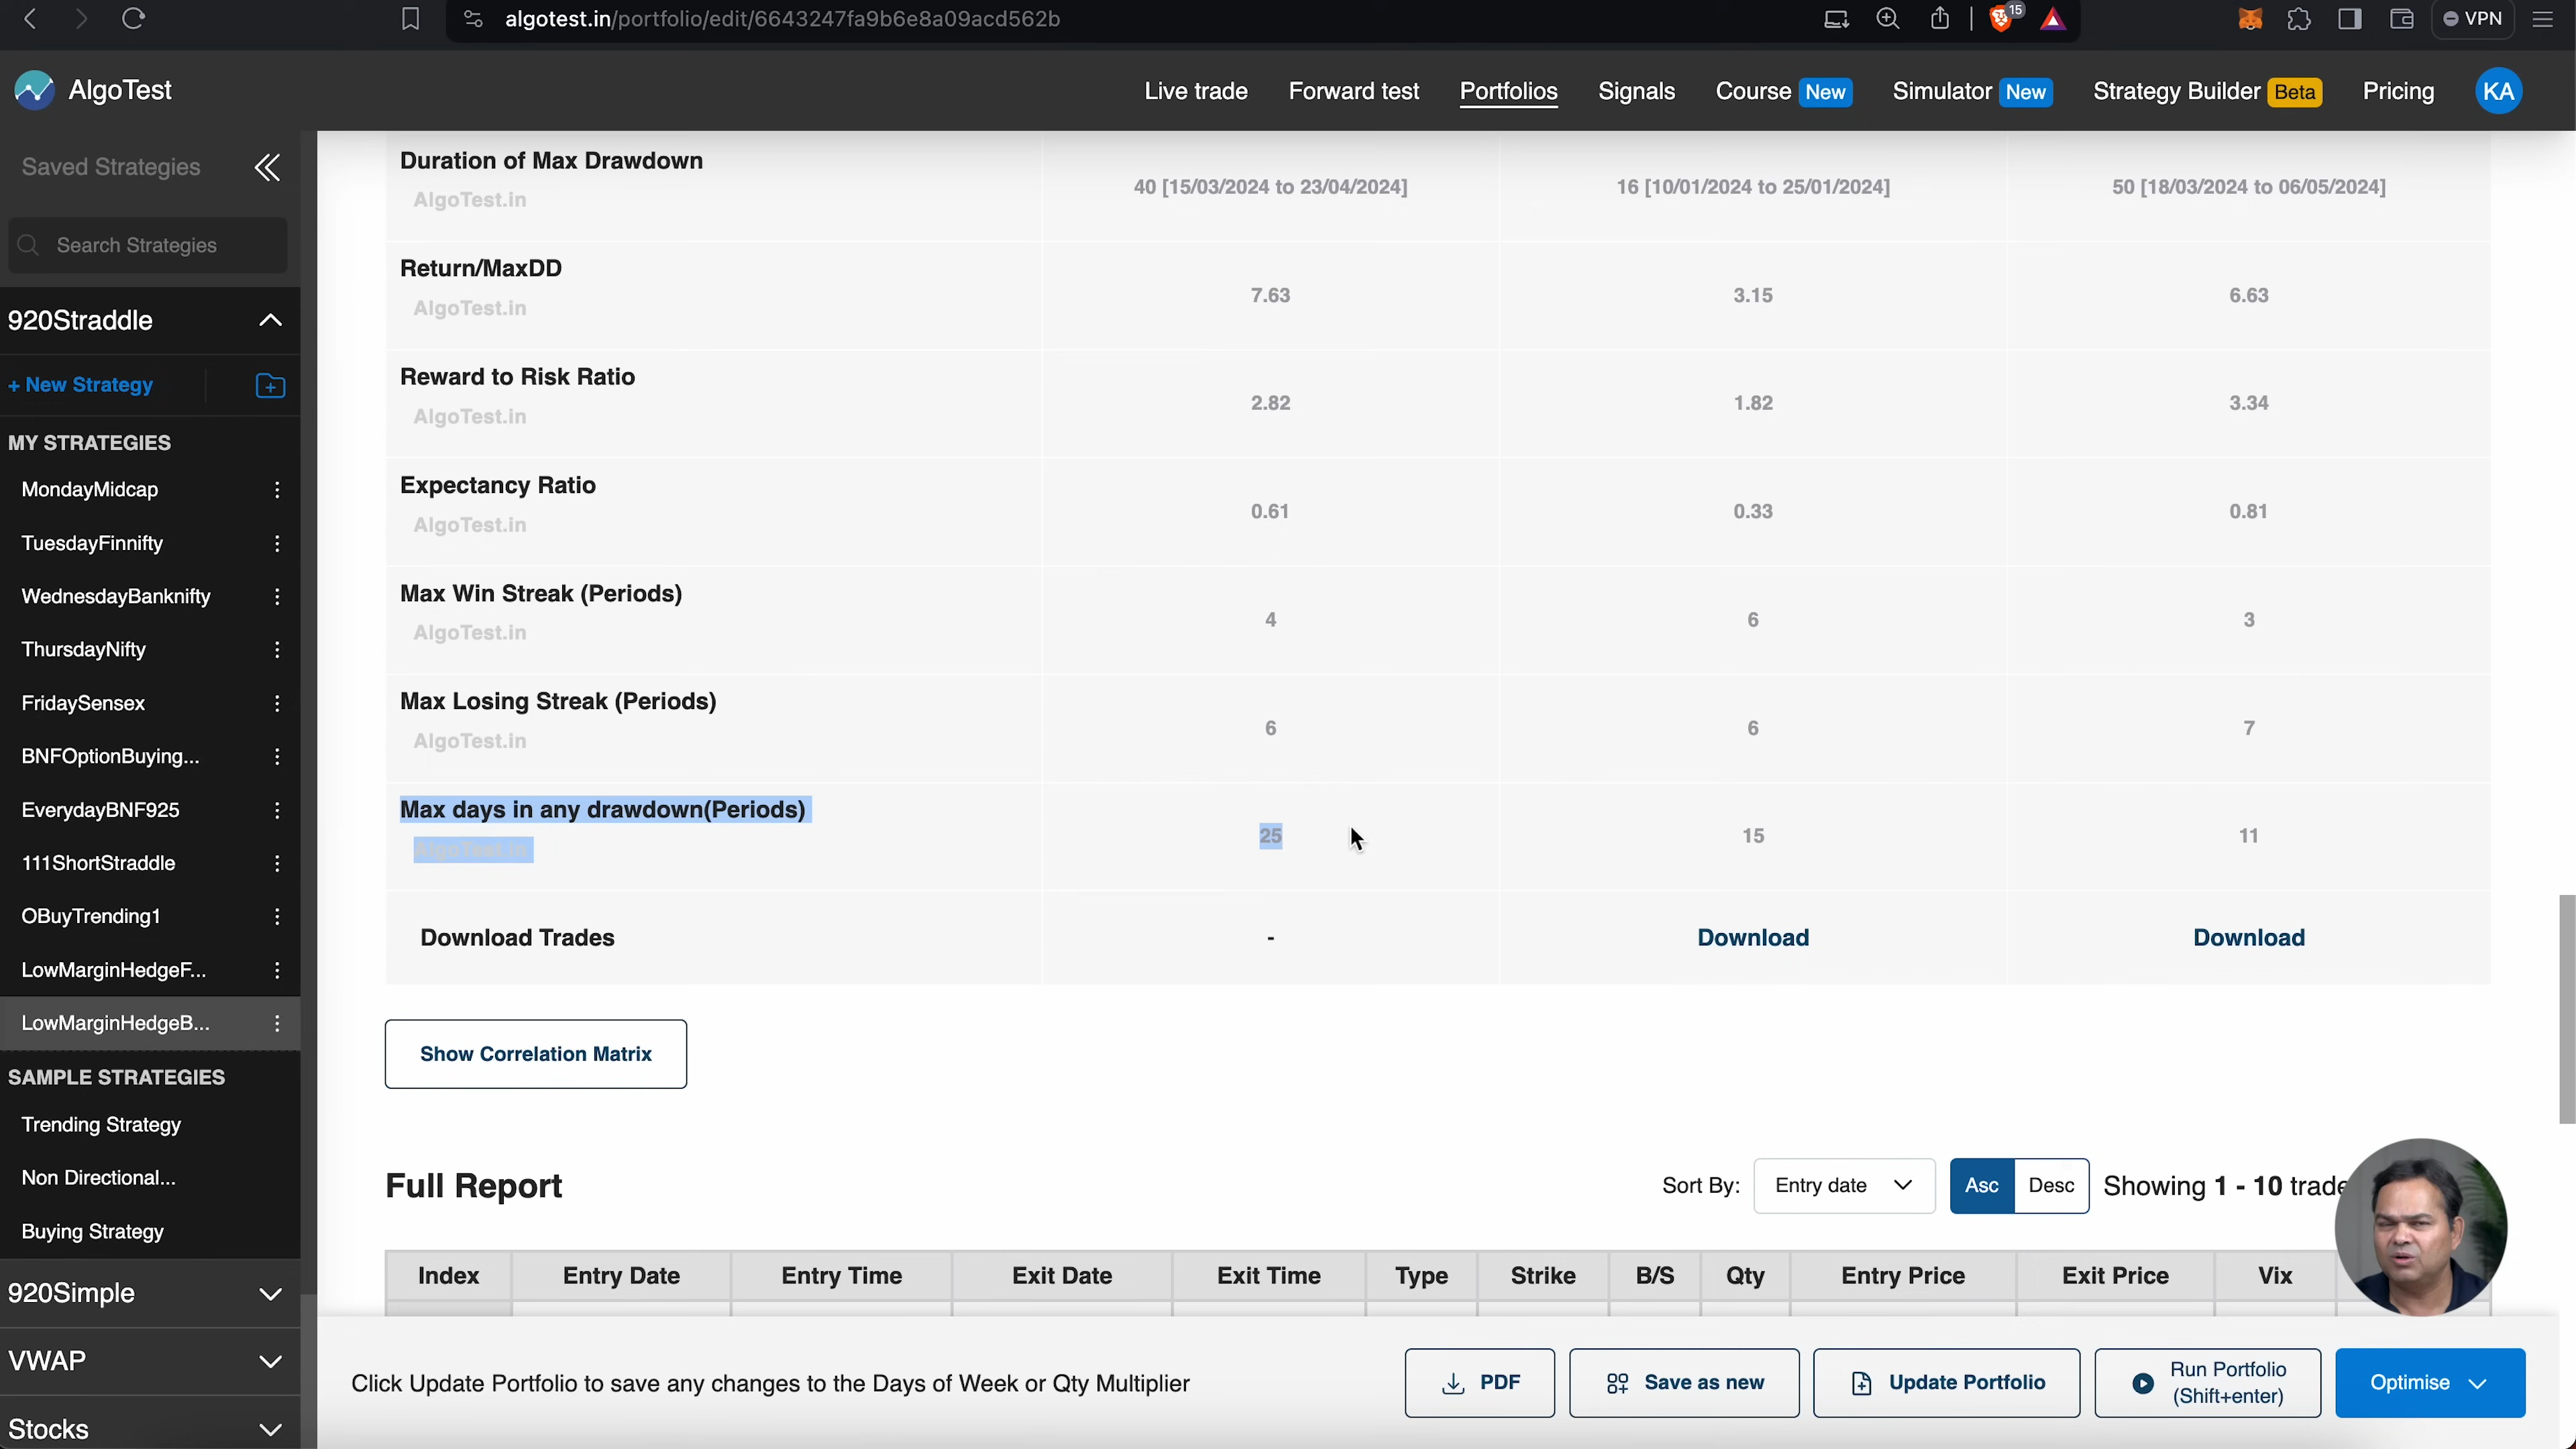 algotest.in/portfolio/edit/6643247fa9b6e8a09acd562b
15
VPN
AlgoTest
Live trade
Forward test
Portfolios
Signals
Course New
Simulator New
Strategy Builder Beta
Pricing
KA
Saved Strategies
Search Strategies
920Straddle
+ New Strategy
MY STRATEGIES
MondayMidcap
TuesdayFinnifty
WednesdayBanknifty
ThursdayNifty
FridaySensex
BNFOptionBuying...
EverydayBNF925
111ShortStraddle
OBuyTrending1
LowMarginHedgeF...
LowMarginHedgeB...
SAMPLE STRATEGIES
Trending Strategy
Non Directional...
Buying Strategy
920Simple
VWAP
Stocks
Duration of Max Drawdown
AlgoTest.in
40 [15/03/2024 to 23/04/2024]
16 [10/01/2024 to 25/01/2024]
50 [18/03/2024 to 06/05/2024]
Return/MaxDD
AlgoTest.in
7.63
3.15
6.63
Reward to Risk Ratio
AlgoTest.in
2.82
1.82
3.34
Expectancy Ratio
AlgoTest.in
0.61
0.33
0.81
Max Win Streak (Periods)
AlgoTest.in
4
6
3
Max Losing Streak (Periods)
AlgoTest.in
6
6
7
Max days in any drawdown(Periods)
AlgoTest.in
25
15
11
Download Trades
-
Download
Download
Show Correlation Matrix
Full Report
Sort By:
Entry date
Asc
Desc
Showing 1 - 10
Index
Entry Date
Entry Time
Exit Date
Exit Time
Type
Strike
B/S
Qty
Entry Price
Exit Price
Vix
Click Update Portfolio to save any changes to the Days of Week or Qty Multiplier
PDF
Save as new
Update Portfolio
Run Portfolio
(Shift+enter)
Optimise